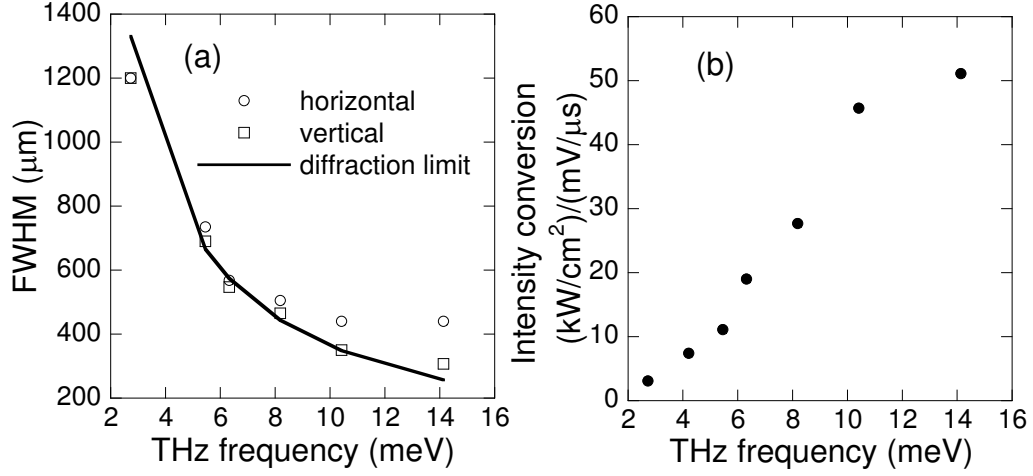 1400
1200
1000
800
600
400
200
FWHM (μm)
(a)
horizontal
vertical
diffraction limit
2 4 6 8 10 12 14 16
THz frequency (meV)
60
50
40
30
20
10
0
Intensity conversion
(kW/cm²)/(mV/μs)
(b)
2 4 6 8 10 12 14 16
THz frequency (meV)